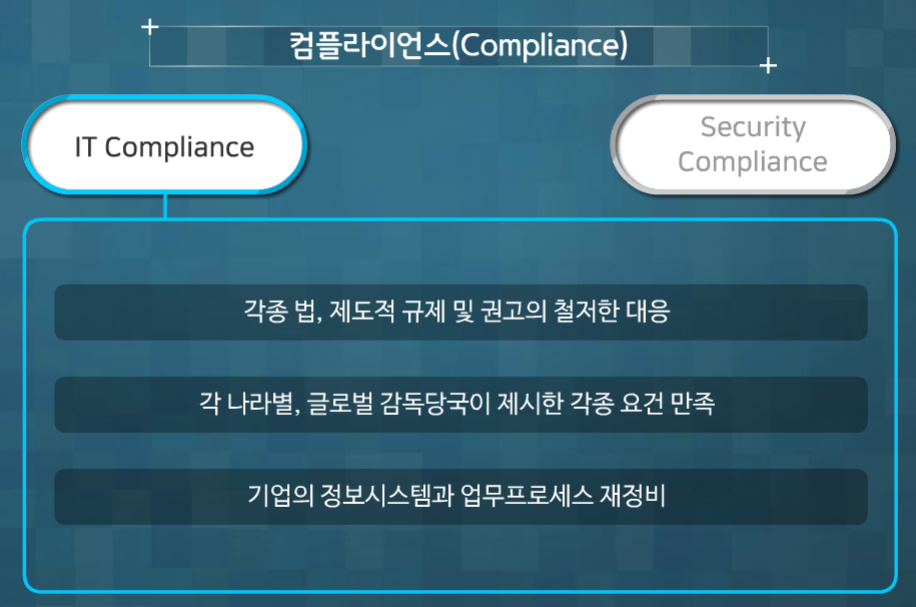 컴플라이언스(Compliance)
IT Compliance
Security
Compliance
각종 법, 제도적 규제 및 권고의 철저한 대응
각 나라별, 글로벌 감독당국이 제시한 각종 요건 만족
기업의 정보시스템과 업무프로세스 재정비